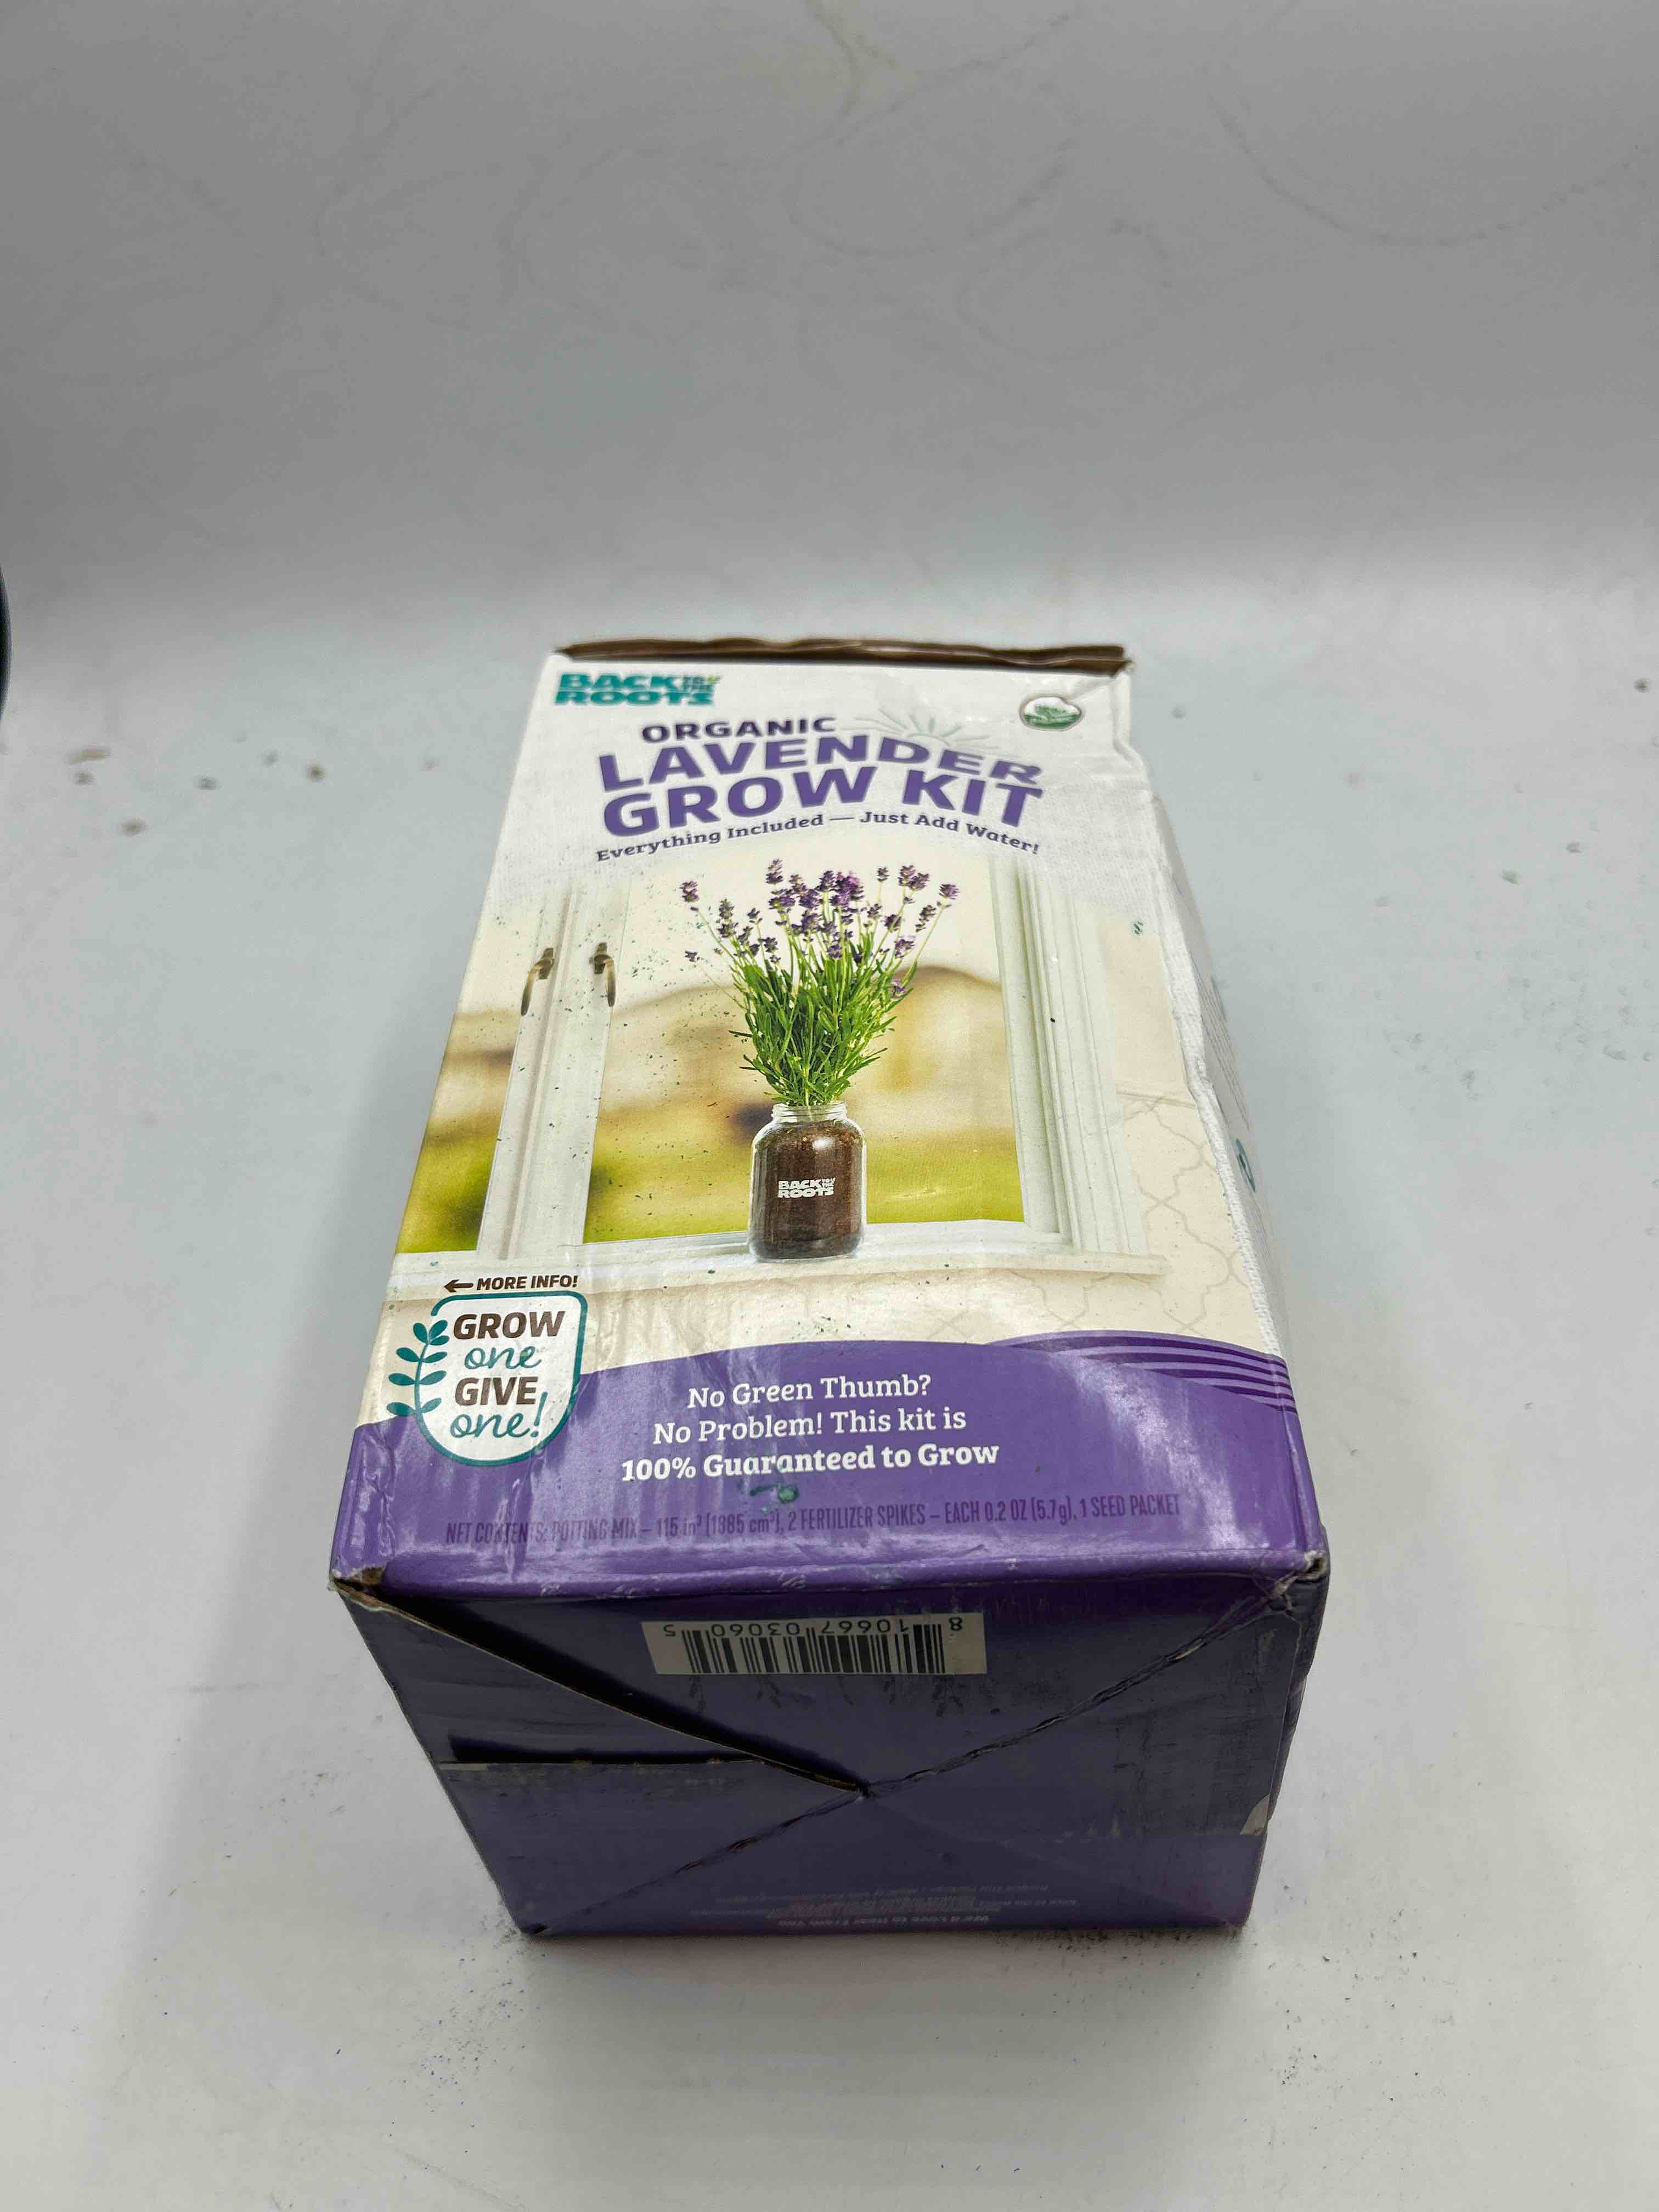 BACK TO THE ROOTS
ORGANIC
LAVENDER
GROW KIT
Everything Included — Just Add Water!
BACK TO THE ROOTS
← MORE INFO!
GROW
one
GIVE
one!
No Green Thumb?
No Problem! This kit is
100% Guaranteed to Grow
NET CONTENTS: POTTING MIX – 115 in³ (1885 cm³), 2 FERTILIZER SPIKES – EACH 0.2 OZ (5.7g), 1 SEED PACKET
8 10667 03060 5